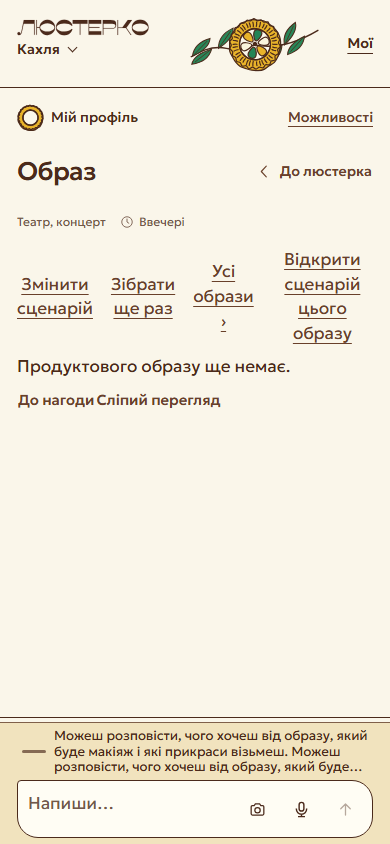 ЛЮСТЕРКО
Кахля
Мої
Мій профіль
Можливості
Образ
До люстерка
Театр, концерт
Ввечері
Змінити
сценарій
Зібрати
ще раз
Усі
образи
›
Відкрити
сценарій
цього
образу
Продуктового образу ще немає.
До нагоди Сліпий перегляд
Можеш розповісти, чого хочеш від образу, який
буде макіяж і які прикраси візьмеш. Можеш
розповісти, чого хочеш від образу, який буде…
Напиши…